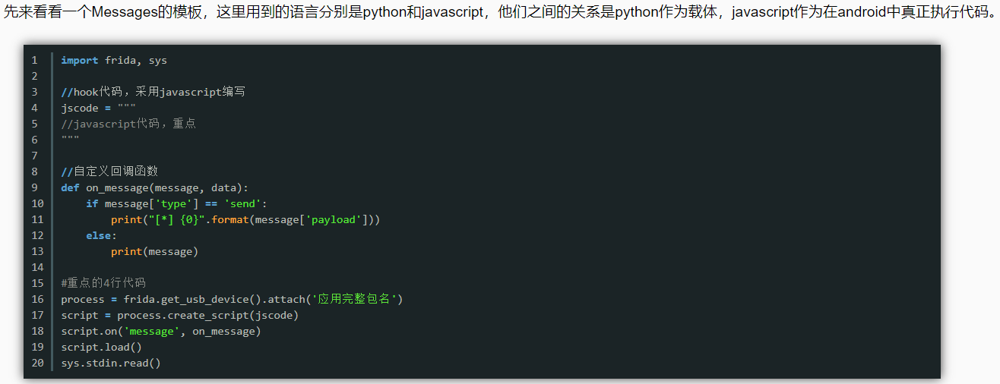 先来看看一个Messages的模板，这里用到的语言分别是python和javascript，他们之间的关系是python作为载体，javascript作为在android中真正执行代码。
1 import frida, sys
2
3 //hook代码，采用javascript编写
4 jscode = """
5 //javascript代码，重点
6 """
7
8 //自定义回调函数
9 def on_message(message, data):
10     if message['type'] == 'send':
11         print("[*] {0}".format(message['payload']))
12     else:
13         print(message)
14
15 #重点的4行代码
16 process = frida.get_usb_device().attach('应用完整包名')
17 script = process.create_script(jscode)
18 script.on('message', on_message)
19 script.load()
20 sys.stdin.read()